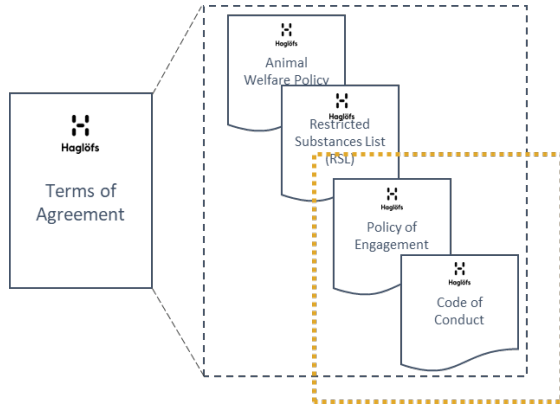 Haglöfs
Terms of
Agreement
Haglöfs
Animal
Welfare Policy
Haglöfs
Restricted
Substances List
(RSL)
Haglöfs
Policy of
Engagement
Haglöfs
Code of
Conduct